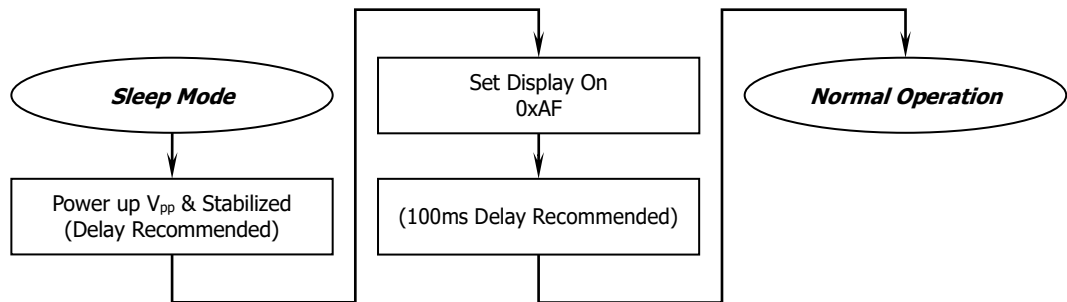 Sleep Mode
Power up Vpp & Stabilized
(Delay Recommended)
Set Display On
0xAF
(100ms Delay Recommended)
Normal Operation